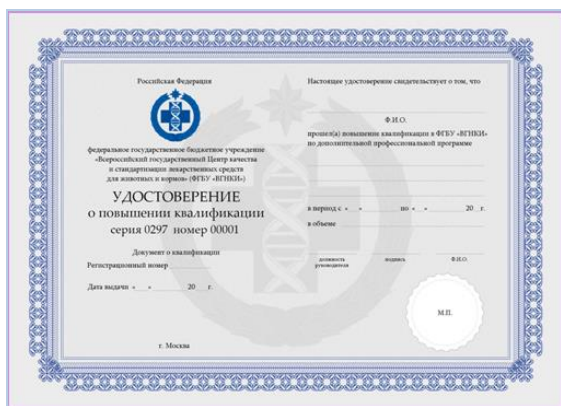 Российская Федерация
федеральное государственное бюджетное учреждение
«Всероссийский государственный Центр качества
и стандартизации лекарственных средств
для животных и кормов» (ФГБУ «ВГНКИ»)
УДОСТОВЕРЕНИЕ
о повышении квалификации
серия 0297 номер 00001
Документ о квалификации
Регистрационный номер
Дата выдачи « » 20 г.
г. Москва
Настоящее удостоверение свидетельствует о том, что
Ф.И.О.
прошел(а) повышение квалификации в ФГБУ «ВГНКИ»
по дополнительной профессиональной программе
в период с « » по « » 20 г.
в объеме
должность подпись Ф.И.О.
руководителя
М.П.